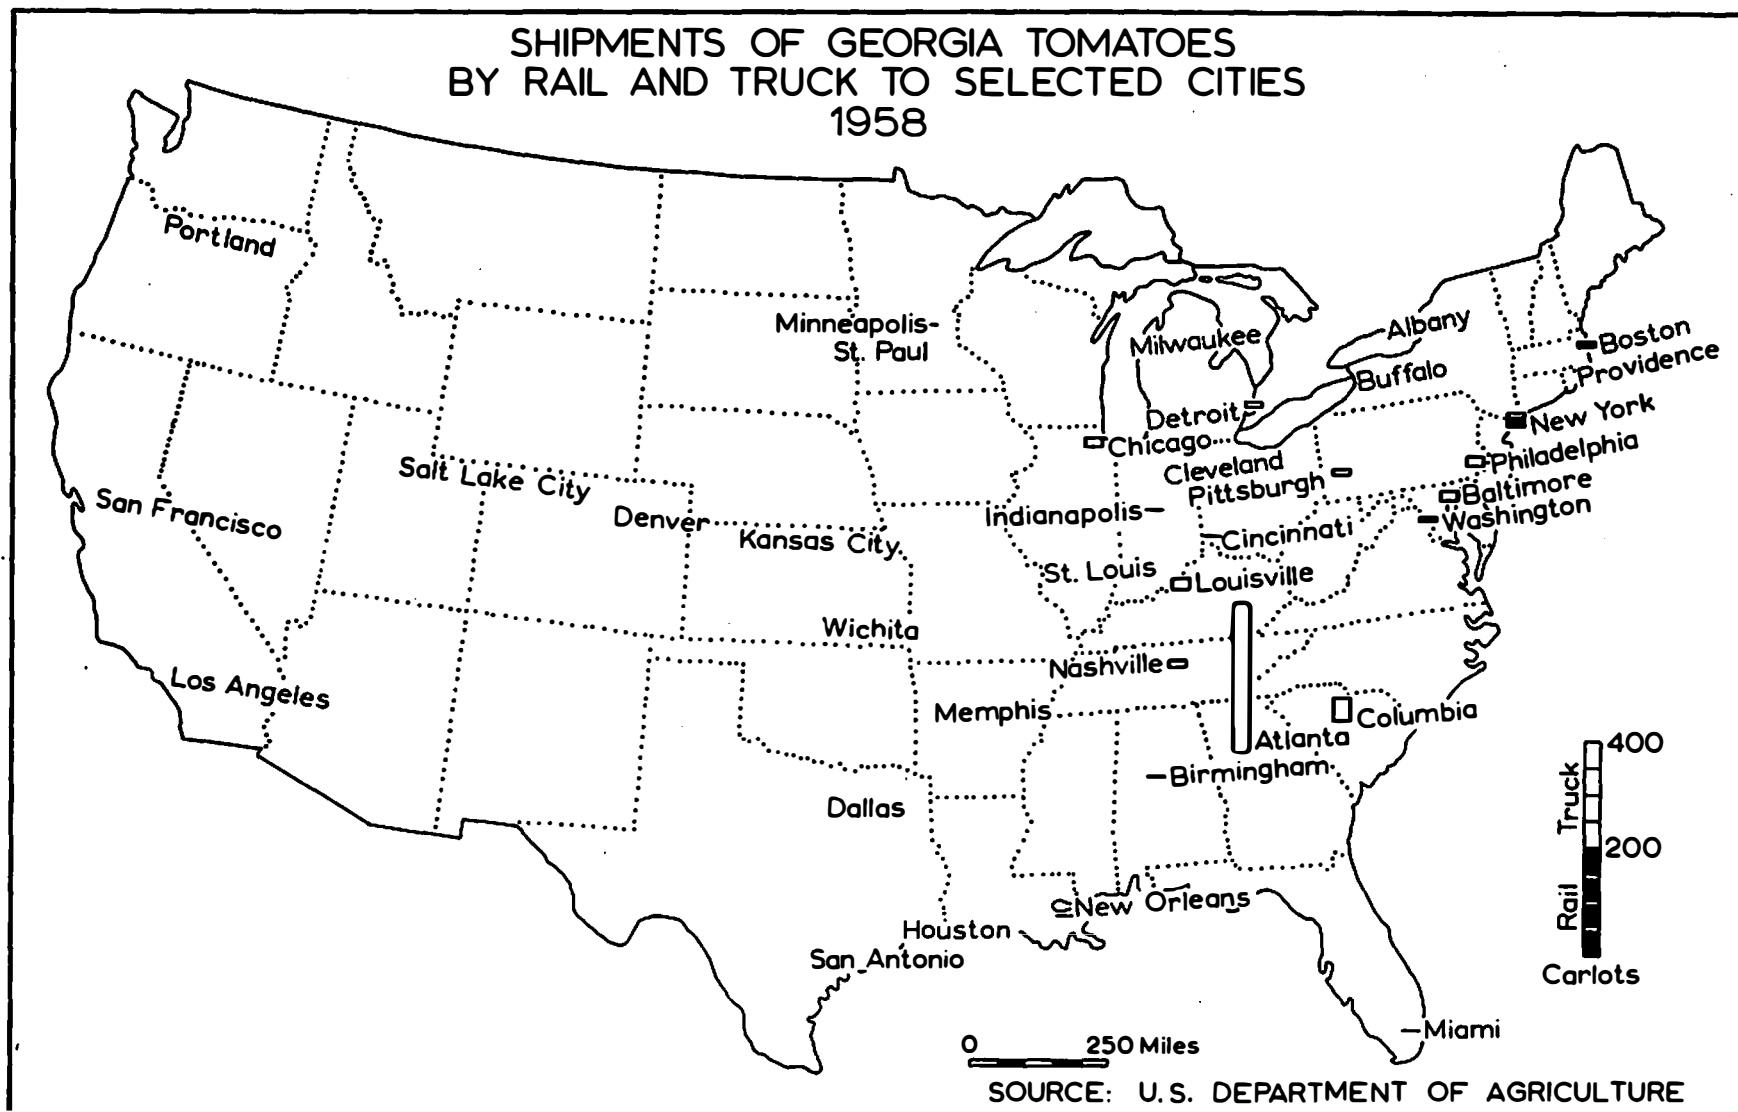 SHIPMENTS OF GEORGIA TOMATOES
BY RAIL AND TRUCK TO SELECTED CITIES
1958
Portland
Minneapolis-
St. Paul
Milwaukee
Albany
Boston
Providence
Buffalo
Detroit
New York
Chicago
Philadelphia
Cleveland
Pittsburgh
Baltimore
Washington
Salt Lake City
San Francisco
Denver
Kansas City
Indianapolis
Cincinnati
St. Louis
Louisville
Wichita
Nashville
Los Angeles
Memphis
Columbia
Atlanta
Birmingham
Dallas
New Orleans
Houston
San Antonio
Miami
400
Truck
200
Rail
Carlots
0 250 Miles
SOURCE: U.S. DEPARTMENT OF AGRICULTURE